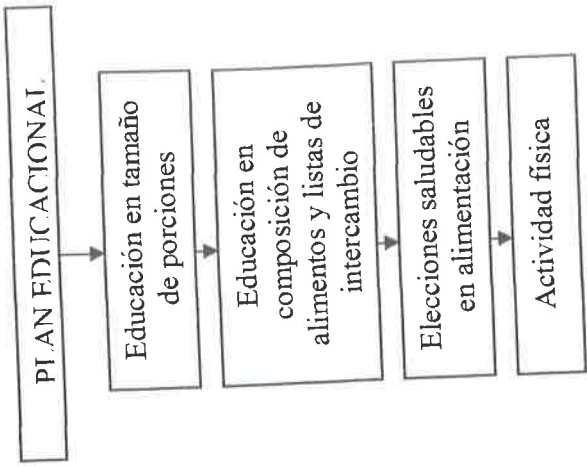 PLAN EDUCACIONAL
Educación en tamaño
de porciones
Educación en
composición de
alimentos y listas de
intercambio
Elecciones saludables
en alimentación
Actividad física